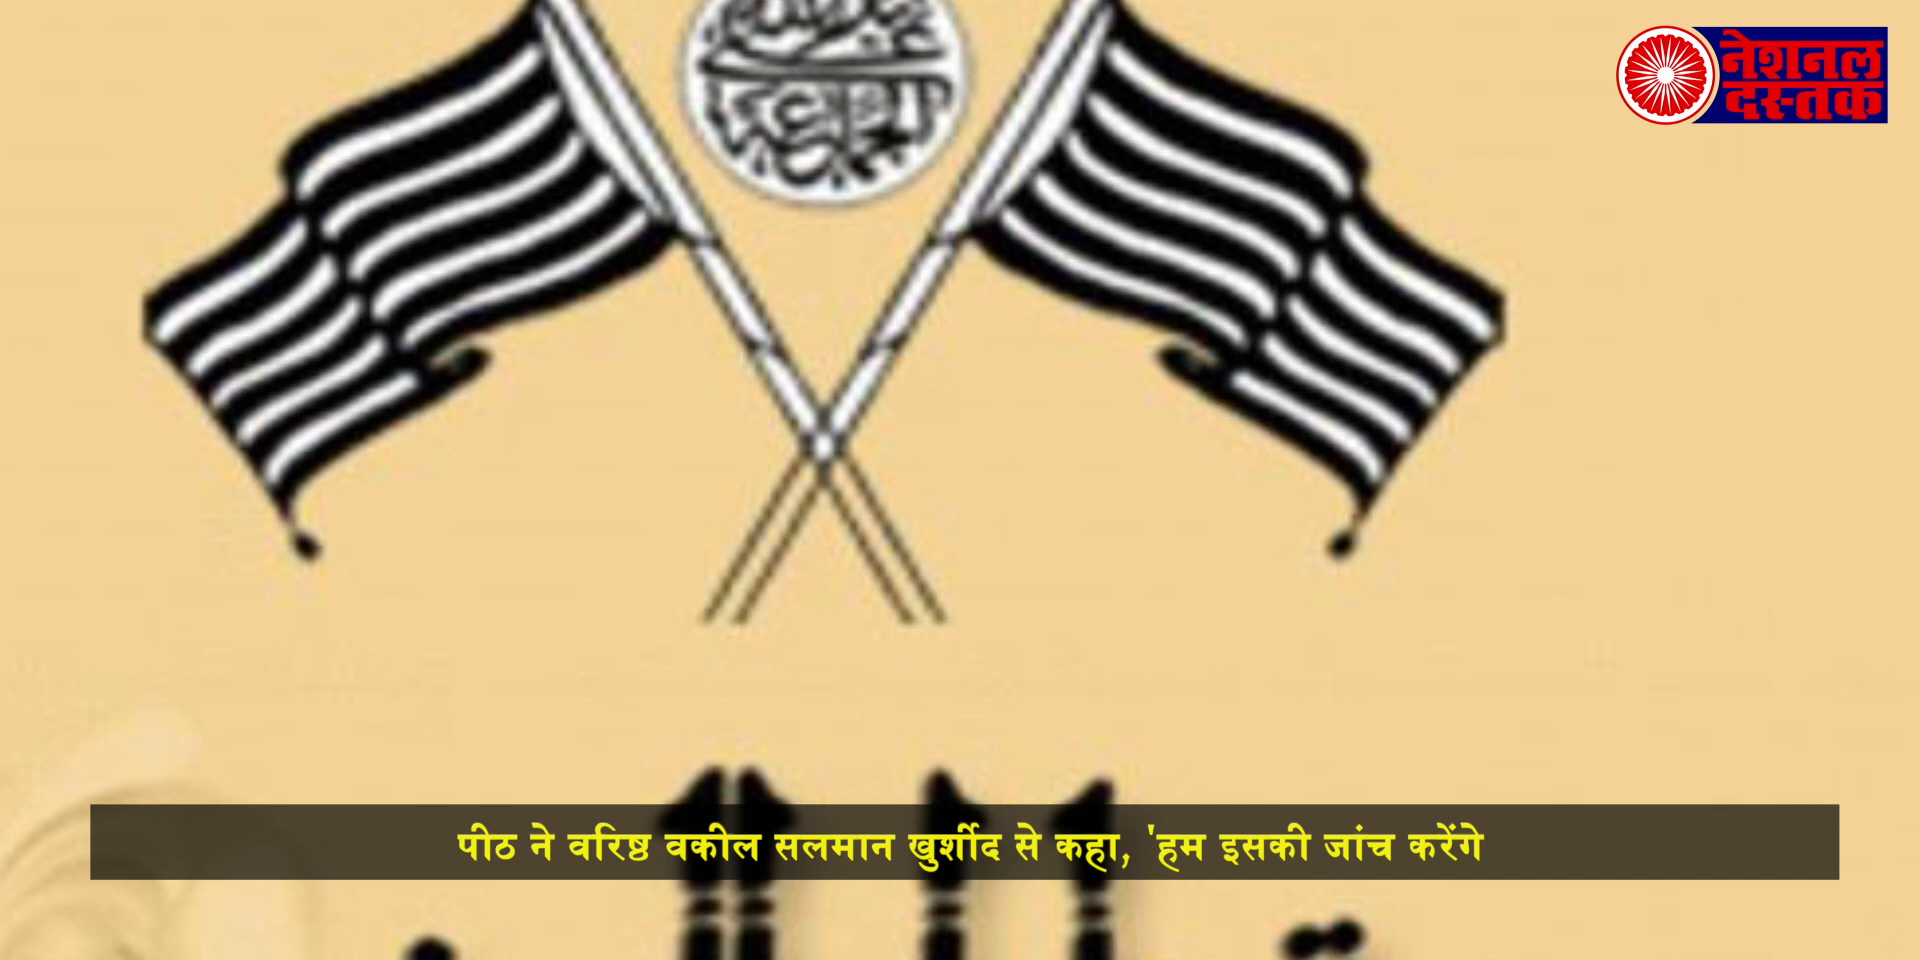 नेशनल
दस्तक
पीठ ने वरिष्ठ वकील सलमान खुर्शीद से कहा, 'हम इसकी जांच करेंगे